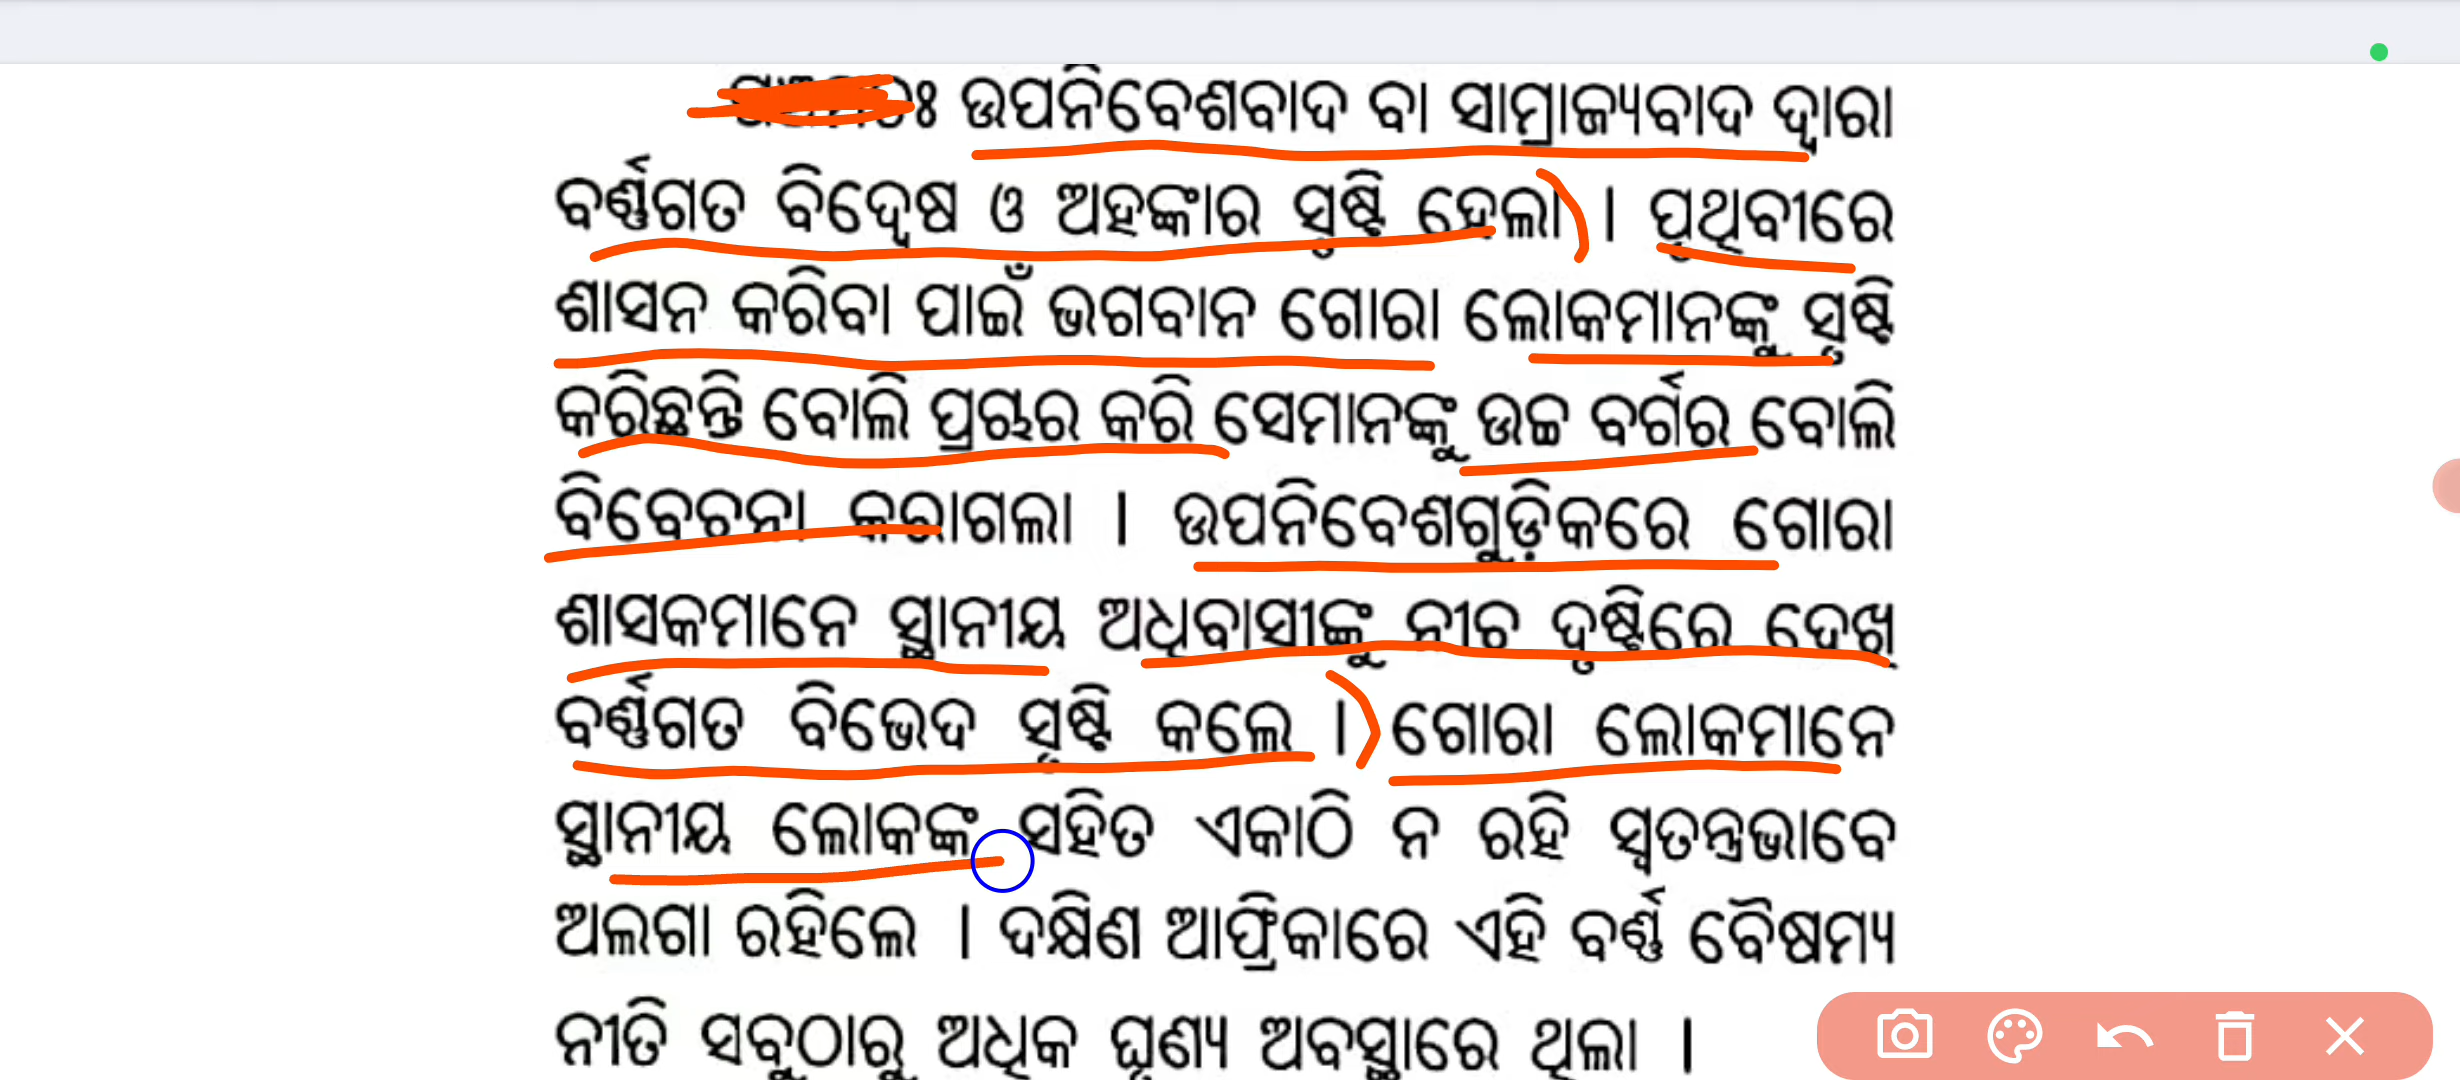 ଉପନିବେଶବାଦ ବା ସାମ୍ରାଜ୍ୟବାଦ ଦ୍ୱାରା
ବର୍ଣ୍ଣଗତ ବିଦ୍ୱେଷ ଓ ଅହଙ୍କାର ସୃଷ୍ଟି ହେଲା । ପୃଥିବୀରେ
ଶାସନ କରିବା ପାଇଁ ଭଗବାନ ଗୋରା ଲୋକମାନଙ୍କୁ ସୃଷ୍ଟି
କରିଛନ୍ତି ବୋଲି ପ୍ରଚ୍ଚର କରି ସେମାନଙ୍କୁ ଉଚ୍ଚ ବର୍ଗର ବୋଲି
ବିବେଚନା କରାଗଲା । ଉପନିବେଶଗୁଡ଼ିକରେ ଗୋରା
ଶାସକମାନେ ସ୍ଥାନୀୟ ଅଧିବାସୀଙ୍କୁ ନୀଚ ଦୃଷ୍ଟିରେ ଦେଖି
ବର୍ଣ୍ଣଗତ ବିଭେଦ ସୃଷ୍ଟି କଲେ । ଗୋରା ଲୋକମାନେ
ସ୍ଥାନୀୟ ଲୋକଙ୍କ ସହିତ ଏକାଠି ନ ରହି ସ୍ୱତନ୍ତ୍ରଭାବେ
ଅଲଗା ରହିଲେ । ଦକ୍ଷିଣ ଆଫ୍ରିକାରେ ଏହି ବର୍ଣ୍ଣ ବୈଷମ୍ୟ
ନୀତି ସବୁଠାରୁ ଅଧିକ ଘୃଣ୍ୟ ଅବସ୍ଥାରେ ଥିଲା ।